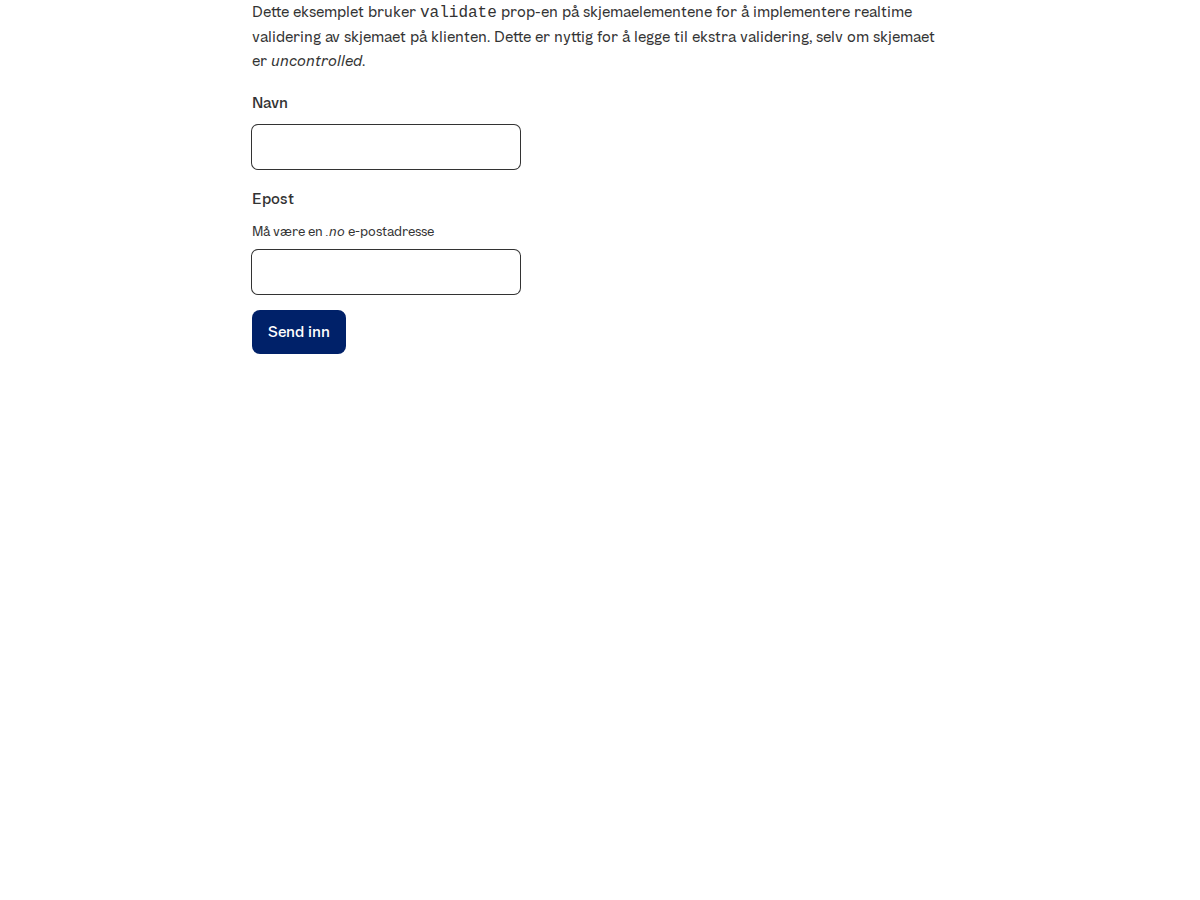 Dette eksemplet bruker validate prop-en på skjemaelementene for å implementere realtime
validering av skjemaet på klienten. Dette er nyttig for å legge til ekstra validering, selv om skjemaet
er uncontrolled.
Navn
Epost
Må være en .no e-postadresse
Send inn